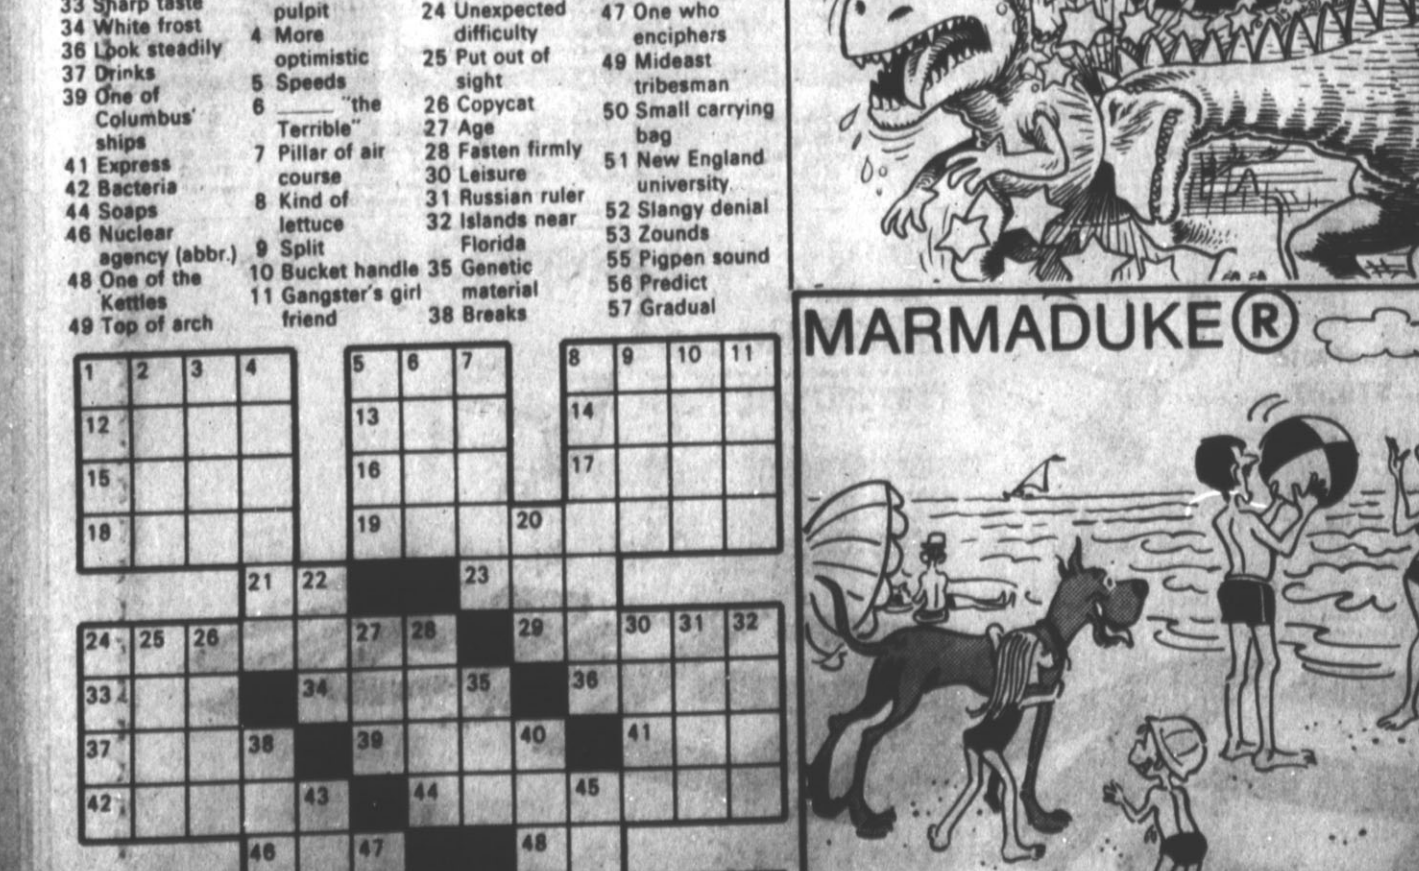 33 Sharp taste
34 White frost
36 Look steadily
37 Drinks
39 One of
Columbus'
ships
41 Express
42 Bacteria
44 Soaps
46 Nuclear
agency (abbr.)
48 One of the
Kettles
49 Top of arch
pulpit
4 More
optimistic
5 Speeds
6 ____ "the
Terrible"
7 Pillar of air
course
8 Kind of
lettuce
9 Split
10 Bucket handle
11 Gangster's girl
friend
24 Unexpected
difficulty
25 Put out of
sight
26 Copycat
27 Age
28 Fasten firmly
30 Leisure
31 Russian ruler
32 Islands near
Florida
35 Genetic
material
38 Breaks
47 One who
enciphers
49 Mideast
tribesman
50 Small carrying
bag
51 New England
university
52 Slangy denial
53 Zounds
55 Pigpen sound
56 Predict
57 Gradual
1 2 3 4 5 6 7 8 9 10 11
12 13 14
15 16 17
18 19 20
21 22 23
24 25 26 27 28 29 30 31 32
33 34 35 36
37 38 39 40 41
42 43 44 45
46 47 48
MARMADUKE®